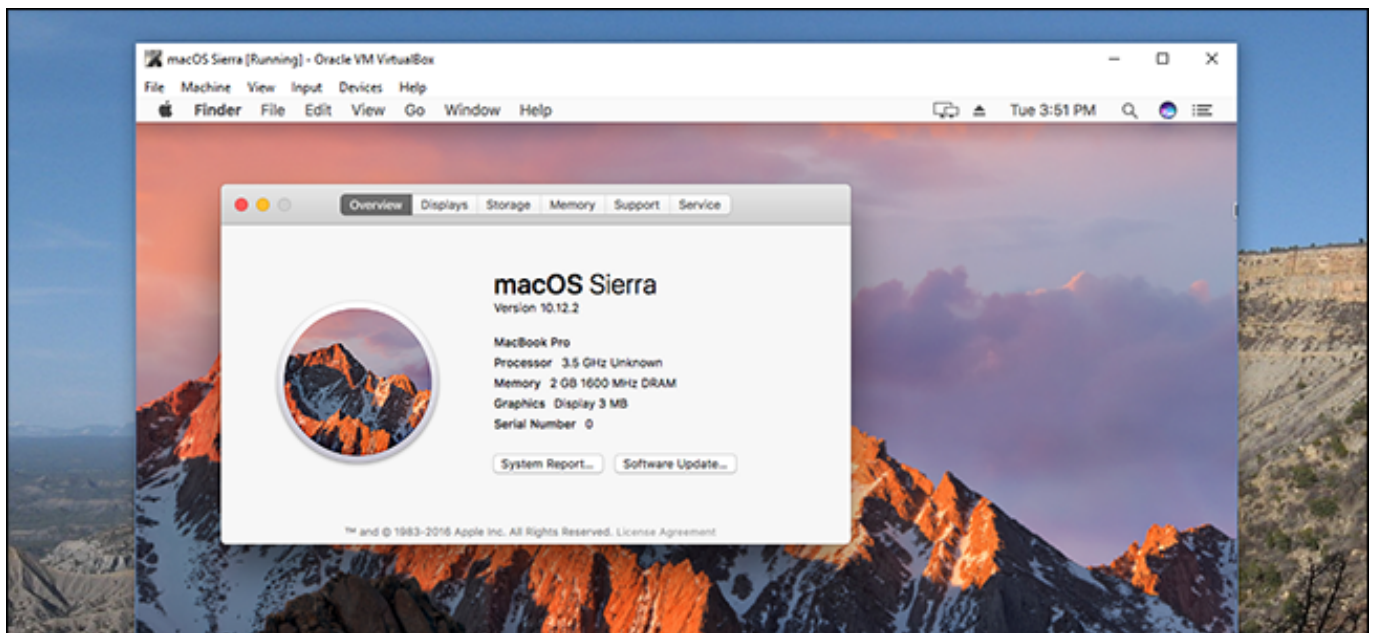 macOS Sierra [Running] - Oracle VM VirtualBox
File Machine View Input Devices Help
Finder File Edit View Go Window Help Tue 3:51 PM
Overview Displays Storage Memory Support Service
macOS Sierra
Version 10.12.2
MacBook Pro
Processor 3.5 GHz Unknown
Memory 2 GB 1600 MHz DRAM
Graphics Display 3 MB
Serial Number 0
System Report... Software Update...
™ and © 1983-2016 Apple Inc. All Rights Reserved. License Agreement